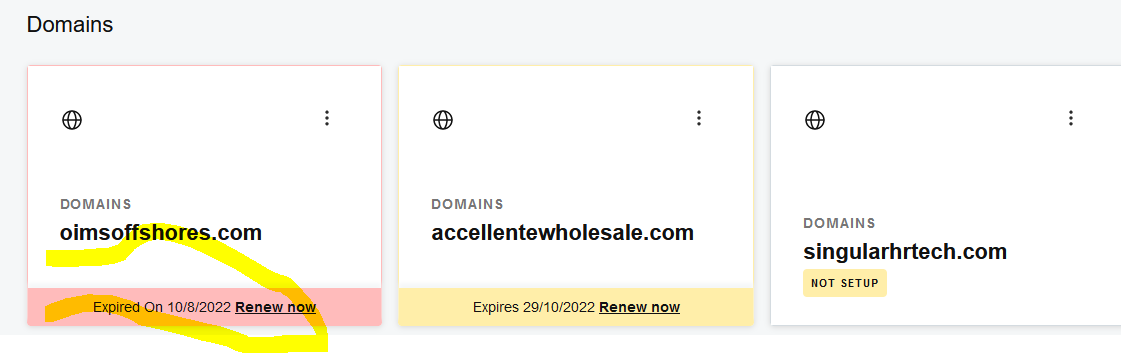 Domains
DOMAINS
oimsoffshores.com
Expired On 10/8/2022 Renew now
DOMAINS
accellentewholesale.com
Expires 29/10/2022 Renew now
DOMAINS
singularhrtech.com
NOT SETUP